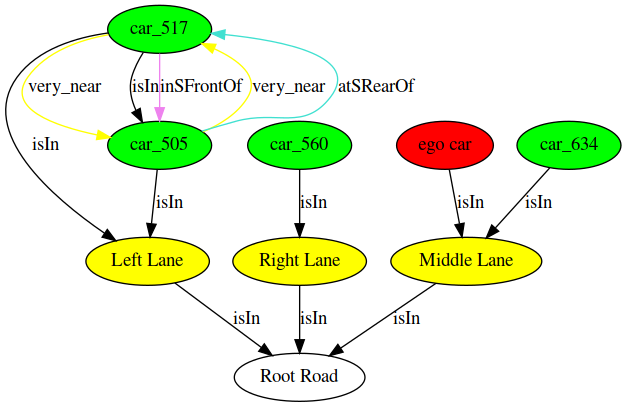 car_517
very_near
isIn
inSFrontOf
very_near
atSRearOf
isIn
car_505
car_560
ego car
car_634
isIn
isIn
isIn
isIn
Left Lane
Right Lane
Middle Lane
isIn
isIn
isIn
Root Road